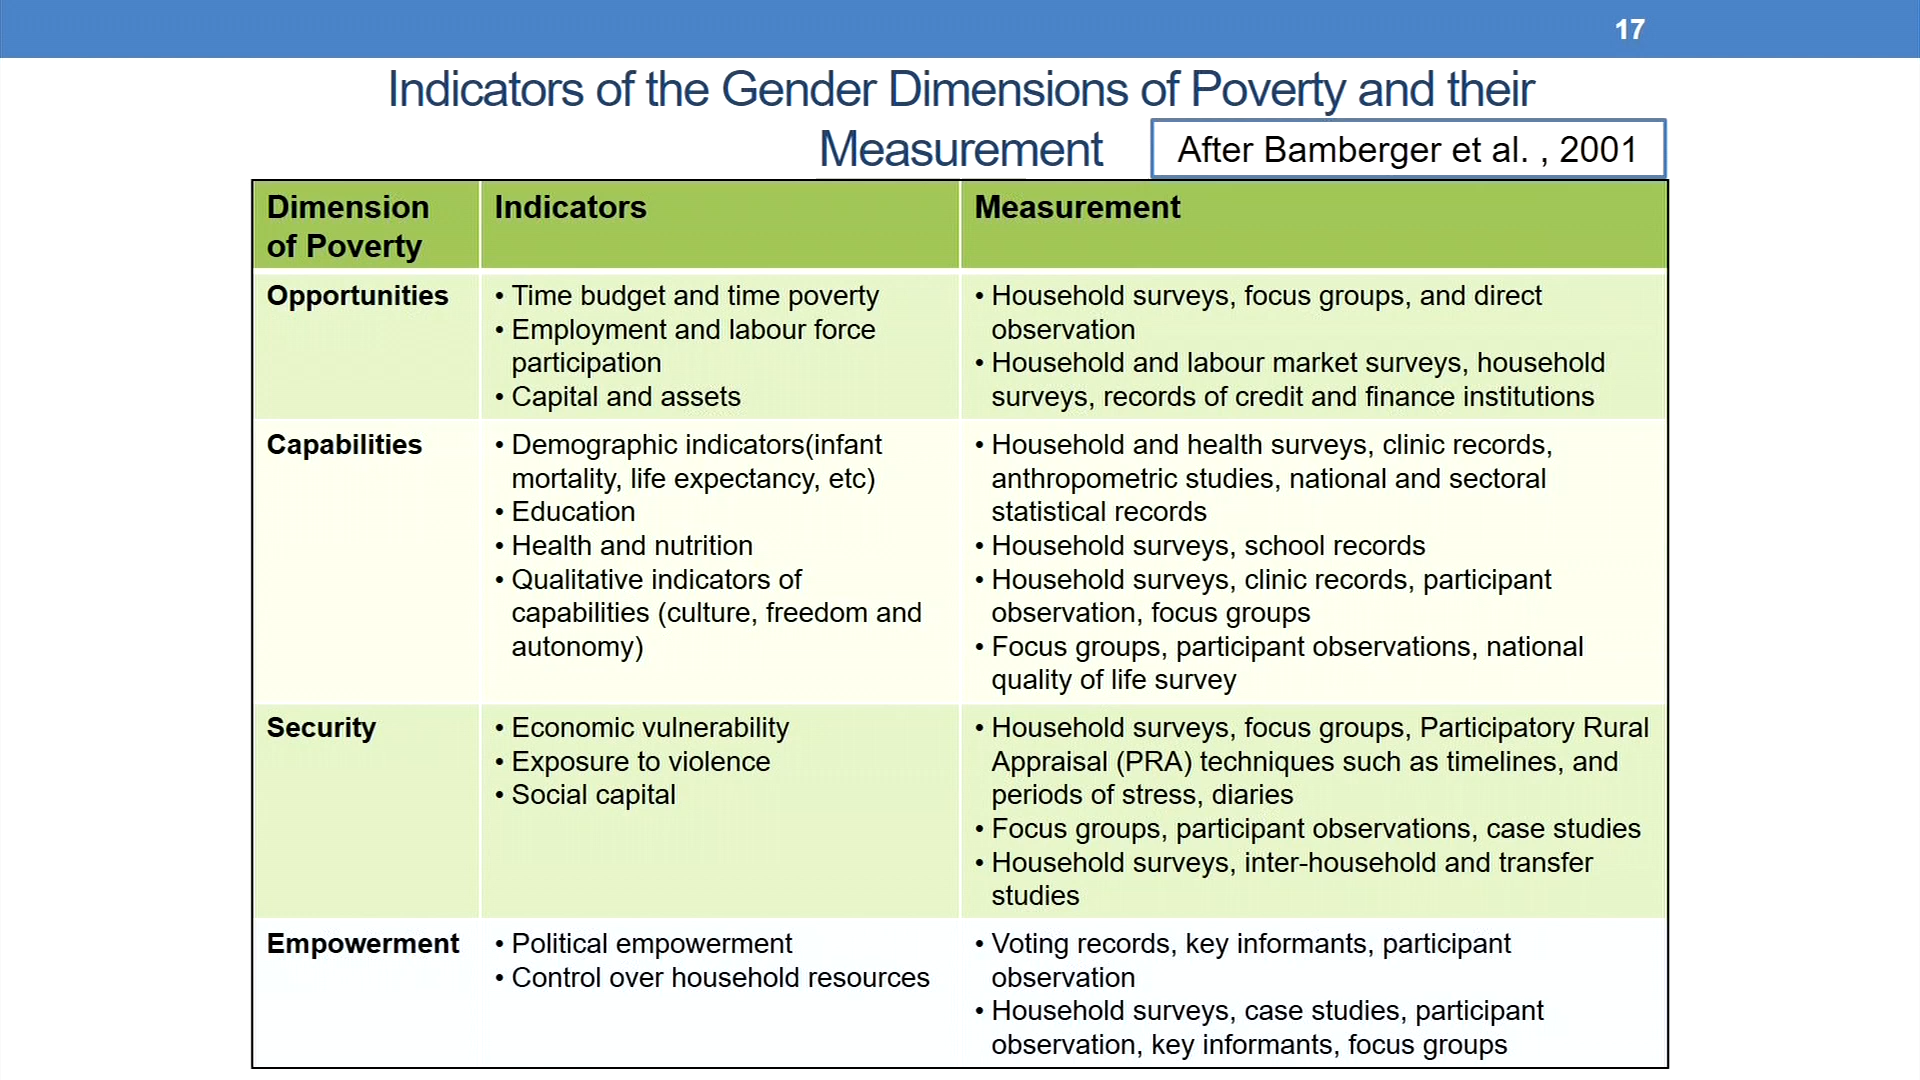 17
Indicators of the Gender Dimensions of Poverty and their
Measurement
After Bamberger et al. , 2001
Dimension
of Poverty
Indicators
Measurement
Opportunities
• Time budget and time poverty
• Employment and labour force
participation
• Capital and assets
• Household surveys, focus groups, and direct
observation
• Household and labour market surveys, household
surveys, records of credit and finance institutions
Capabilities
• Demographic indicators(infant
mortality, life expectancy, etc)
• Education
• Health and nutrition
• Qualitative indicators of
capabilities (culture, freedom and
autonomy)
• Household and health surveys, clinic records,
anthropometric studies, national and sectoral
statistical records
• Household surveys, school records
• Household surveys, clinic records, participant
observation, focus groups
• Focus groups, participant observations, national
quality of life survey
Security
• Economic vulnerability
• Exposure to violence
• Social capital
• Household surveys, focus groups, Participatory Rural
Appraisal (PRA) techniques such as timelines, and
periods of stress, diaries
• Focus groups, participant observations, case studies
• Household surveys, inter-household and transfer
studies
Empowerment
• Political empowerment
• Control over household resources
• Voting records, key informants, participant
observation
• Household surveys, case studies, participant
observation, key informants, focus groups